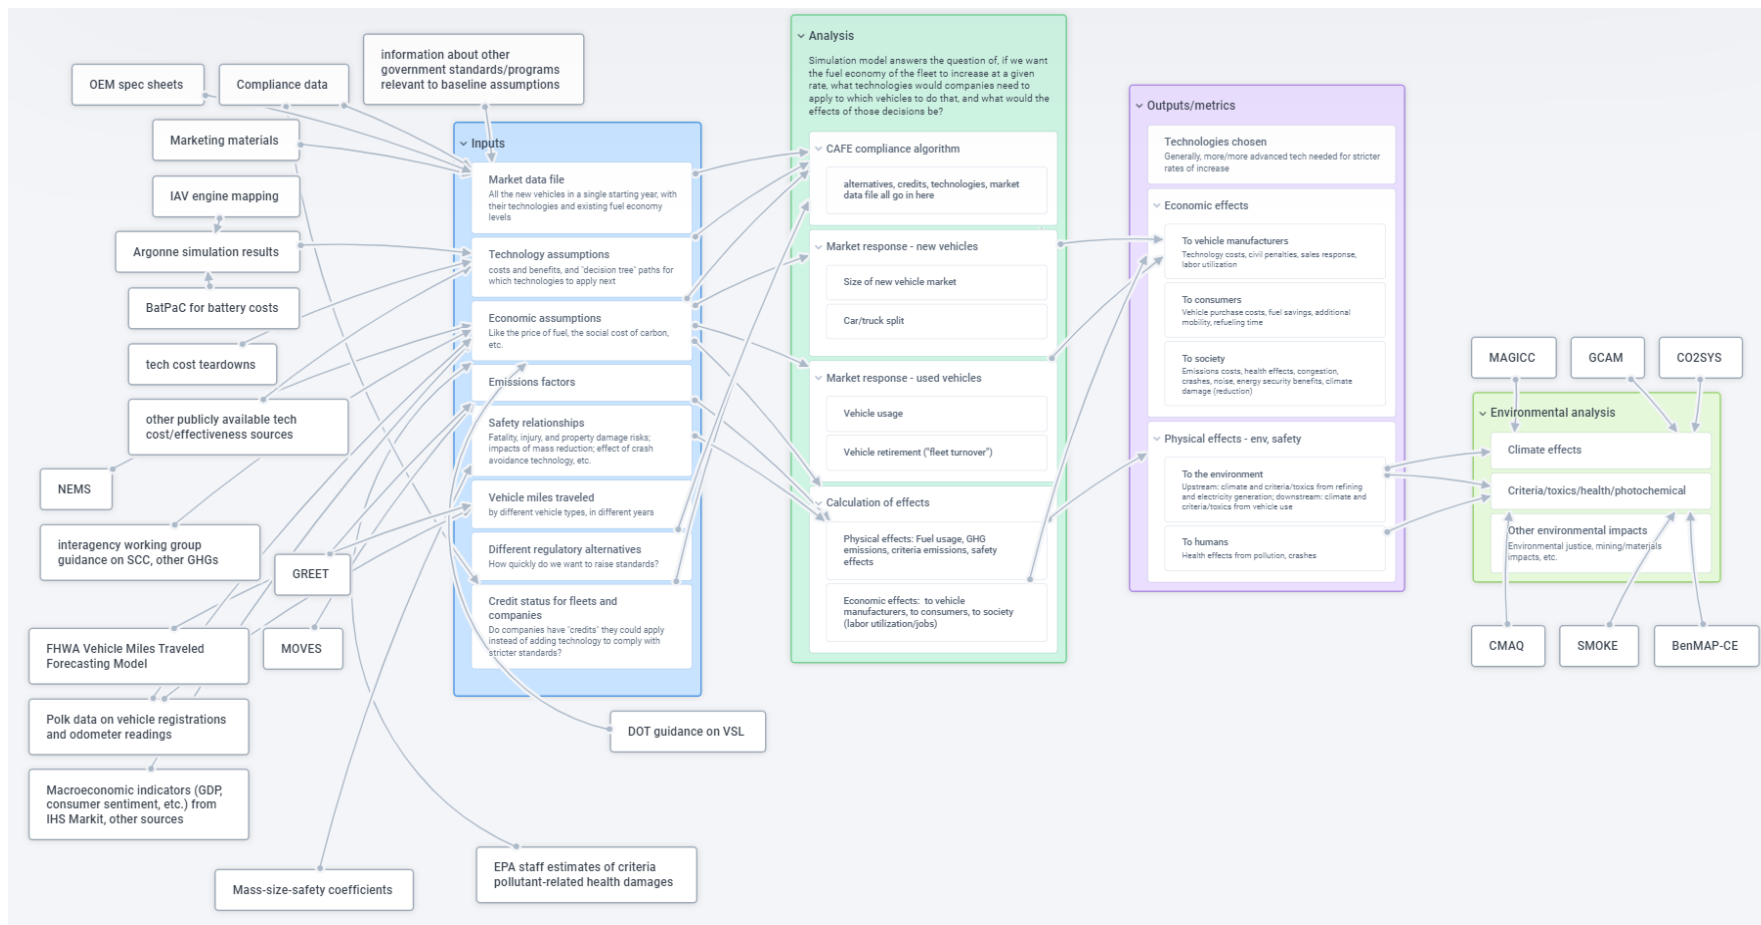 OEM spec sheets
Compliance data
information about other
government standards/programs
relevant to baseline assumptions
Marketing materials
IAV engine mapping
Argonne simulation results
BatPaC for battery costs
tech cost teardowns
other publicly available tech
cost/effectiveness sources
NEMS
interagency working group
guidance on SCC, other GHGs
GREET
FHWA Vehicle Miles Traveled
Forecasting Model
MOVES
Polk data on vehicle registrations
and odometer readings
Macroeconomic indicators (GDP,
consumer sentiment, etc.) from
IHS Markit, other sources
Mass-size-safety coefficients
EPA staff estimates of criteria
pollutant-related health damages
DOT guidance on VSL
Inputs
Market data file
All the new vehicles in a single starting year, with
their technologies and existing fuel economy
levels
Technology assumptions
costs and benefits, and "decision tree" paths for
which technologies to apply next
Economic assumptions
Like the price of fuel, the social cost of carbon,
etc.
Emissions factors
Safety relationships
Fatality, injury, and property damage risks;
impacts of mass reduction; effect of crash
avoidance technology, etc.
Vehicle miles traveled
by different vehicle types, in different years
Different regulatory alternatives
How quickly do we want to raise standards?
Credit status for fleets and
companies
Do companies have "credits" they could apply
instead of adding technology to comply with
stricter standards?
Analysis
Simulation model answers the question of, if we want
the fuel economy of the fleet to increase at a given
rate, what technologies would companies need to
apply to which vehicles to do that, and what would the
effects of those decisions be?
CAFE compliance algorithm
alternatives, credits, technologies, market
data file all go in here
Market response - new vehicles
Size of new vehicle market
Car/truck split
Market response - used vehicles
Vehicle usage
Vehicle retirement ("fleet turnover")
Calculation of effects
Physical effects: Fuel usage, GHG
emissions, criteria emissions, safety
effects
Economic effects: to vehicle
manufacturers, to consumers, to society
(labor utilization/jobs)
Outputs/metrics
Technologies chosen
Generally, more/more advanced tech needed for stricter
rates of increase
Economic effects
To vehicle manufacturers
Technology costs, civil penalties, sales response,
labor utilization
To consumers
Vehicle purchase costs, fuel savings, additional
mobility, refueling time
To society
Emissions costs, health effects, congestion,
crashes, noise, energy security benefits, climate
damage (reduction)
Physical effects - env, safety
To the environment
Upstream: climate and criteria/toxics from refining
and electricity generation; downstream: climate and
criteria/toxics from vehicle use
To humans
Health effects from pollution, crashes
MAGICC
GCAM
CO2SYS
Environmental analysis
Climate effects
Criteria/toxics/health/photochemical
Other environmental impacts
Environmental justice, mining/materials
impacts, etc.
CMAQ
SMOKE
BenMAP-CE